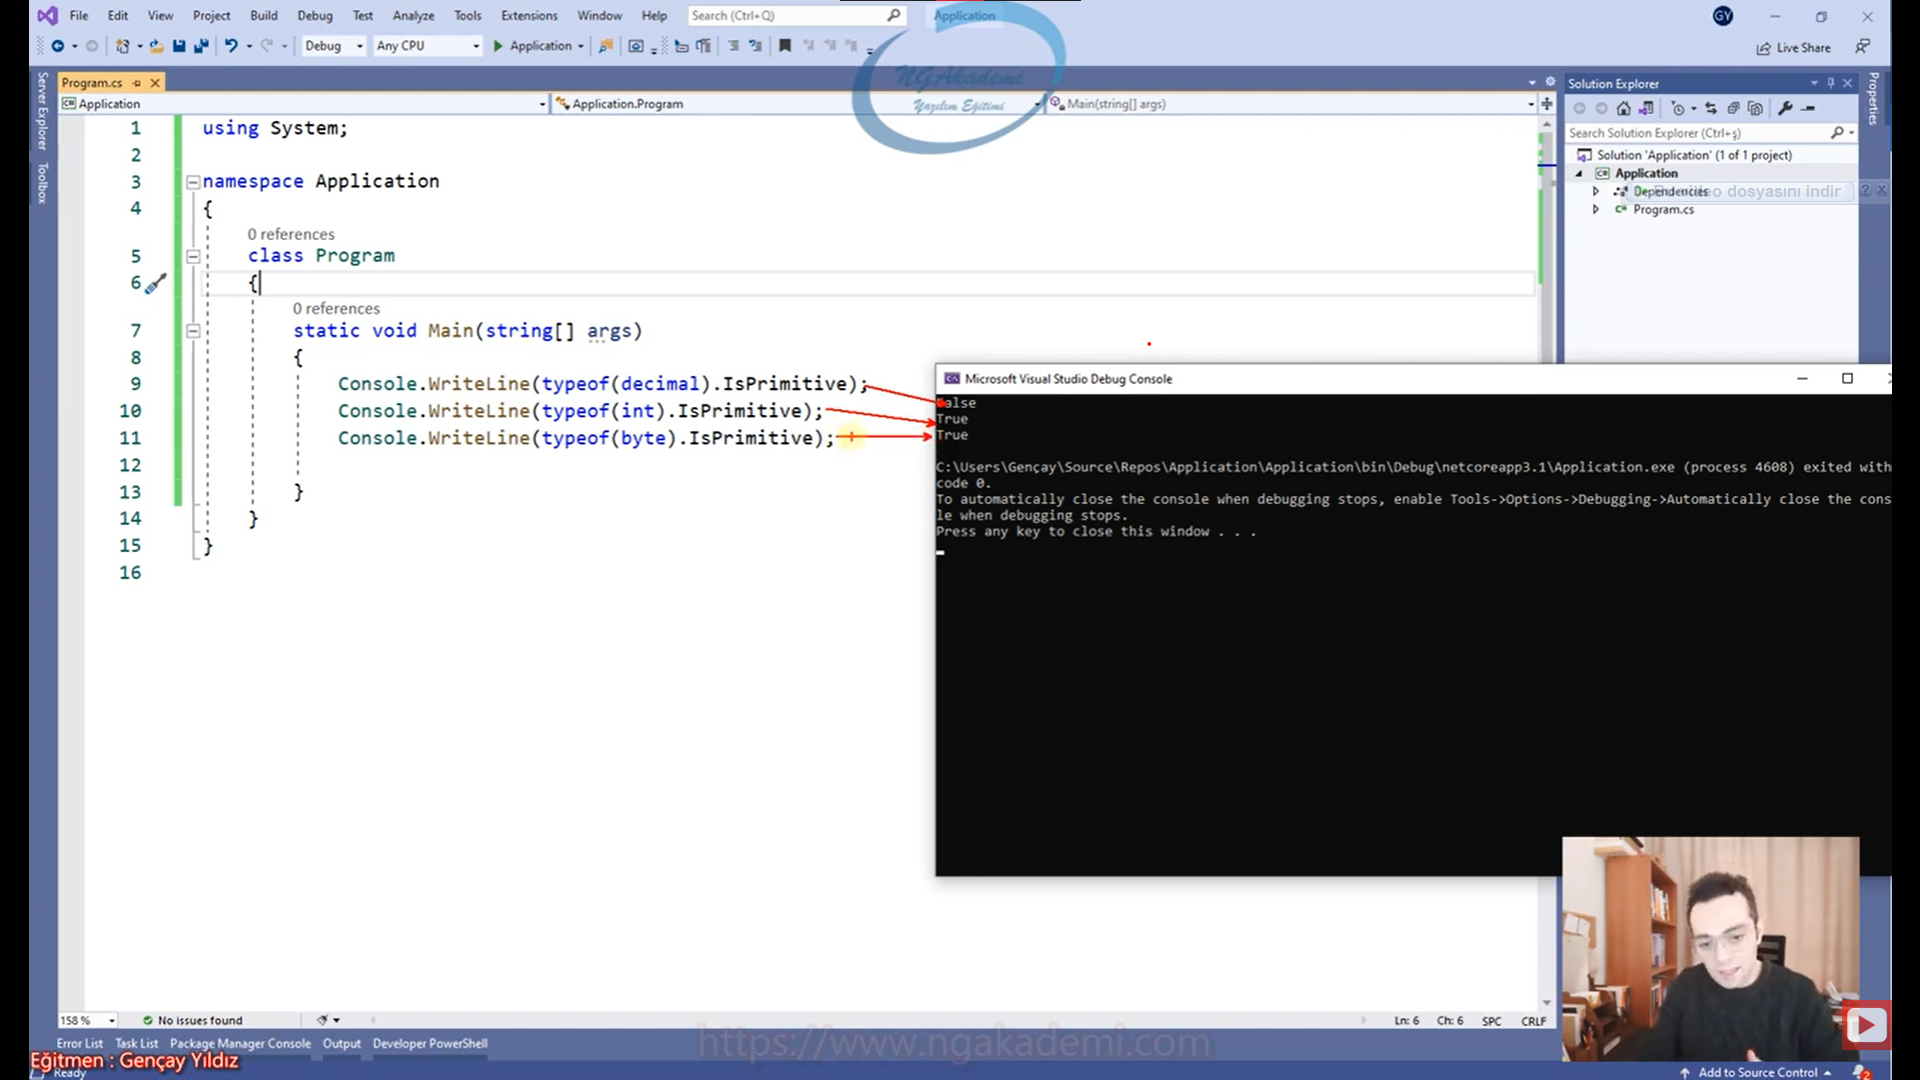 File Edit View Project Build Debug Test Analyze Tools Extensions Window Help Search (Ctrl+Q) Application GY
Debug Any CPU Application Live Share
NGAkademi
Yazılım Eğitimi
Server Explorer
Toolbox
Properties
Program.cs
Application Application.Program Main(string[] args)
1 using System;
2
3 namespace Application
4 {
0 references
5 class Program
6 {
0 references
7 static void Main(string[] args)
8 {
9 Console.WriteLine(typeof(decimal).IsPrimitive);
10 Console.WriteLine(typeof(int).IsPrimitive);
11 Console.WriteLine(typeof(byte).IsPrimitive);
12
13 }
14 }
15 }
16
Solution Explorer
Search Solution Explorer (Ctrl+ş)
Solution 'Application' (1 of 1 project)
Application
Dependencies
video dosyasını indir
Program.cs
Microsoft Visual Studio Debug Console
False
True
True
C:\Users\Gençay\Source\Repos\Application\Application\bin\Debug\netcoreapp3.1\Application.exe (process 4608) exited with
code 0.
To automatically close the console when debugging stops, enable Tools->Options->Debugging->Automatically close the conso
le when debugging stops.
Press any key to close this window . . .
158 % No issues found Ln: 6 Ch: 6 SPC CRLF
Error List Task List Package Manager Console Output Developer PowerShell
https://www.ngakademi.com
Eğitmen : Gençay Yıldız
Ready Add to Source Control 2